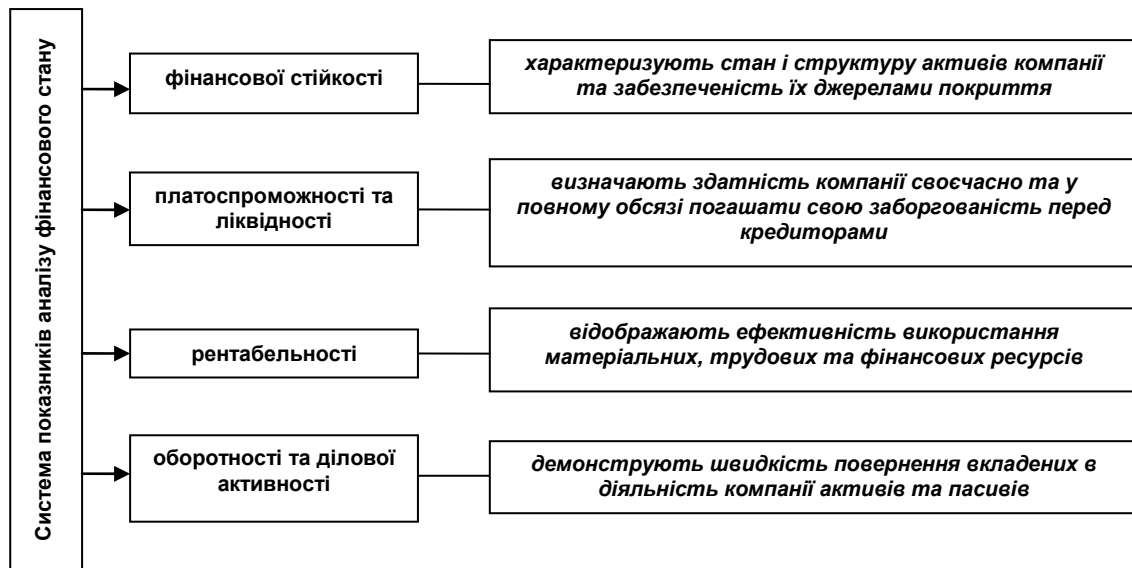 Система показників аналізу фінансового стану
фінансової стійкості
характеризують стан і структуру активів компанії
та забезпеченість їх джерелами покриття
платоспроможності та
ліквідності
визначають здатність компанії своєчасно та у
повному обсязі погашати свою заборгованість перед
кредиторами
рентабельності
відображають ефективність використання
матеріальних, трудових та фінансових ресурсів
оборотності та ділової
активності
демонструють швидкість повернення вкладених в
діяльність компанії активів та пасивів